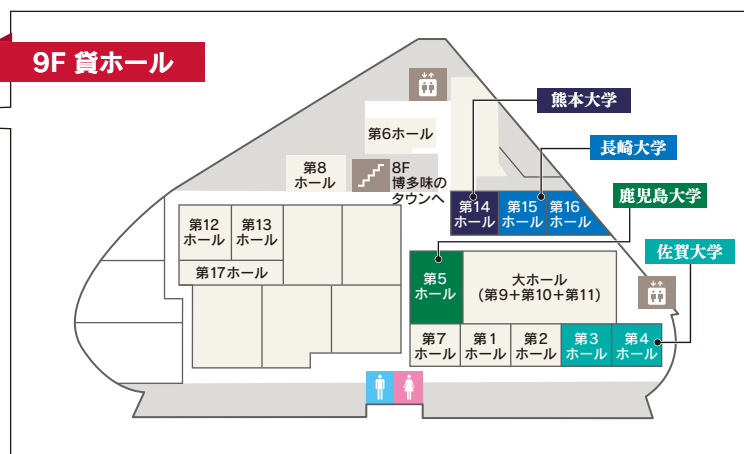 9F 貸ホール
熊本大学
長崎大学
鹿児島大学
佐賀大学
第6ホール
第8
ホール
8F
博多味の
タウンへ
第14
ホール
第15
ホール
第16
ホール
第12
ホール
第13
ホール
第17ホール
第5
ホール
大ホール
(第9+第10+第11)
第7
ホール
第1
ホール
第2
ホール
第3
ホール
第4
ホール